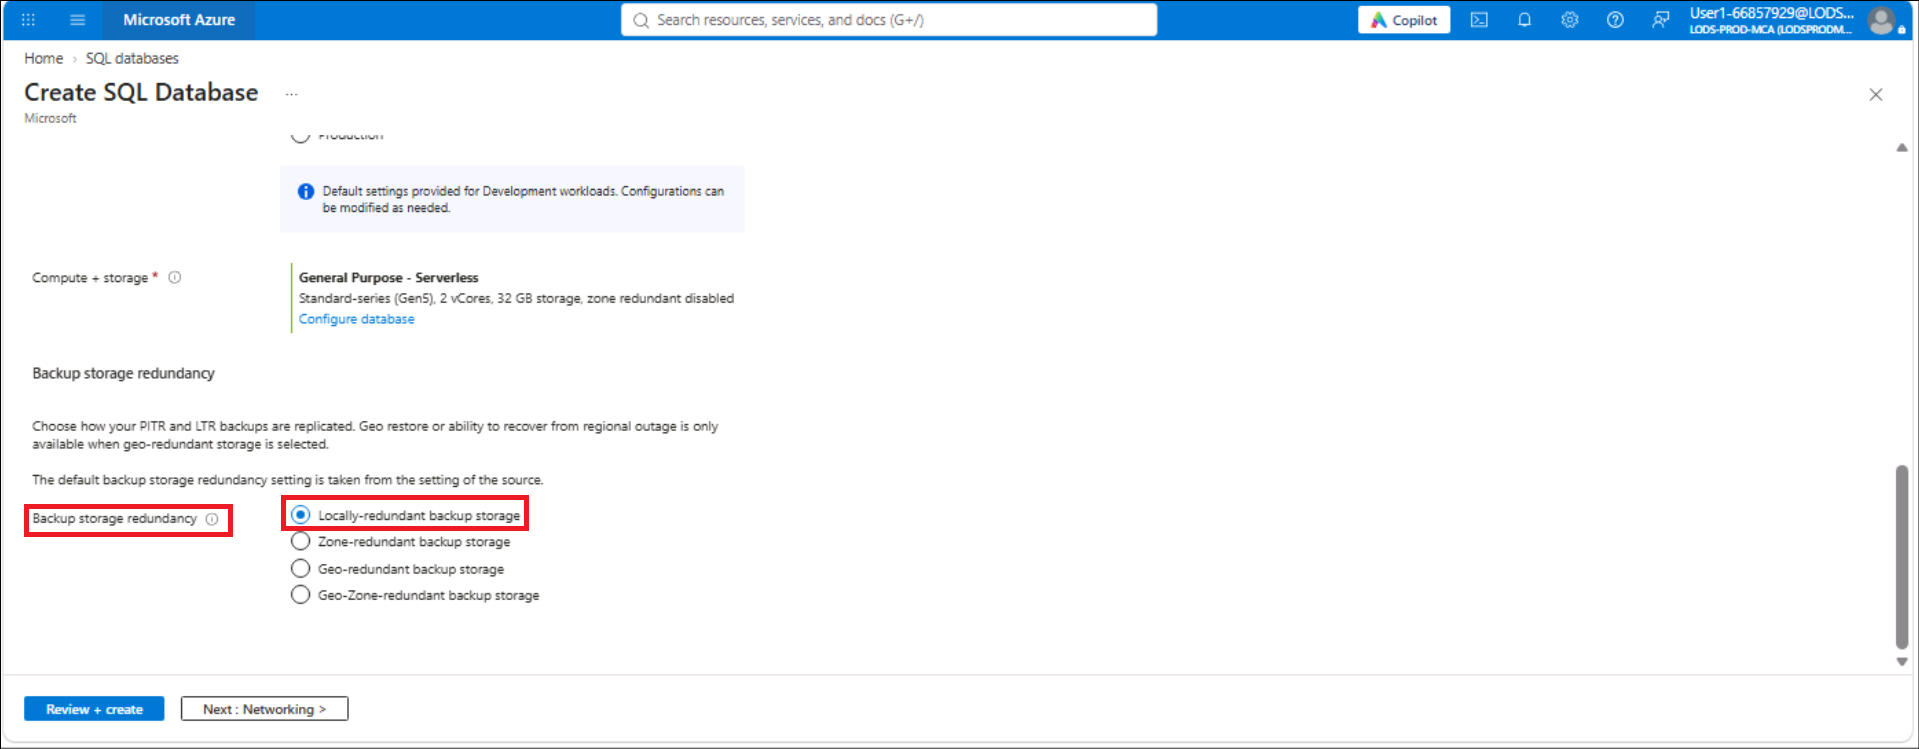 Microsoft Azure
Search resources, services, and docs (G+/)
Copilot
User1-66857929@LODS...
LODS-PROD-MCA (LODSPRODM...
Home > SQL databases
Create SQL Database ...
Microsoft
Production
Default settings provided for Development workloads. Configurations can
be modified as needed.
Compute + storage *
General Purpose - Serverless
Standard-series (Gen5), 2 vCores, 32 GB storage, zone redundant disabled
Configure database
Backup storage redundancy
Choose how your PITR and LTR backups are replicated. Geo restore or ability to recover from regional outage is only
available when geo-redundant storage is selected.
The default backup storage redundancy setting is taken from the setting of the source.
Backup storage redundancy
Locally-redundant backup storage
Zone-redundant backup storage
Geo-redundant backup storage
Geo-Zone-redundant backup storage
Review + create
Next : Networking >